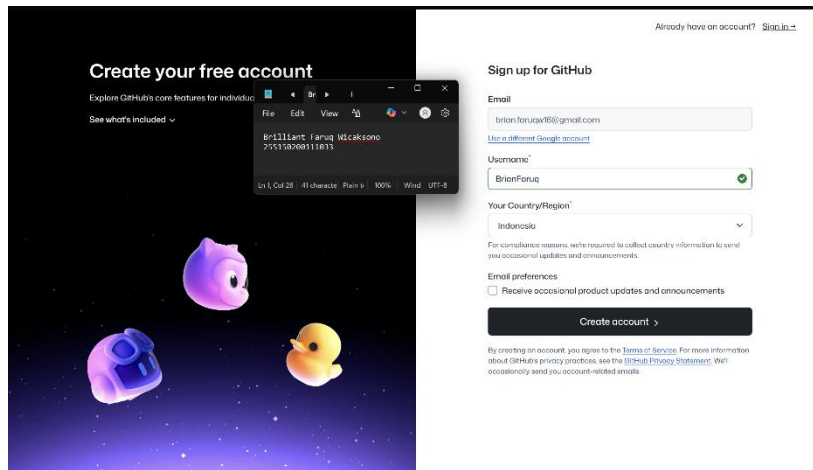 Already have an account? Sign in →
Create your free account
Explore GitHub's core features for individuc
See what's included
Br
File Edit View
R
Brilliant Faruq Wicaksono
255150200111033
Ln 1, Col 26 41 characte Plain t 100% Wind UTF-8
Sign up for GitHub
Email
brian.faruqw16@gmail.com
Use a different Google account
Username*
BrianFaruq
Your Country/Region*
Indonesia
For compliance reasons, we're required to collect country information to send
you occasional updates and announcements.
Email preferences
Receive occasional product updates and announcements
Create account >
By creating an account, you agree to the Terms of Service. For more information
about GitHub's privacy practices, see the GitHub Privacy Statement. We'll
occasionally send you account-related emails.